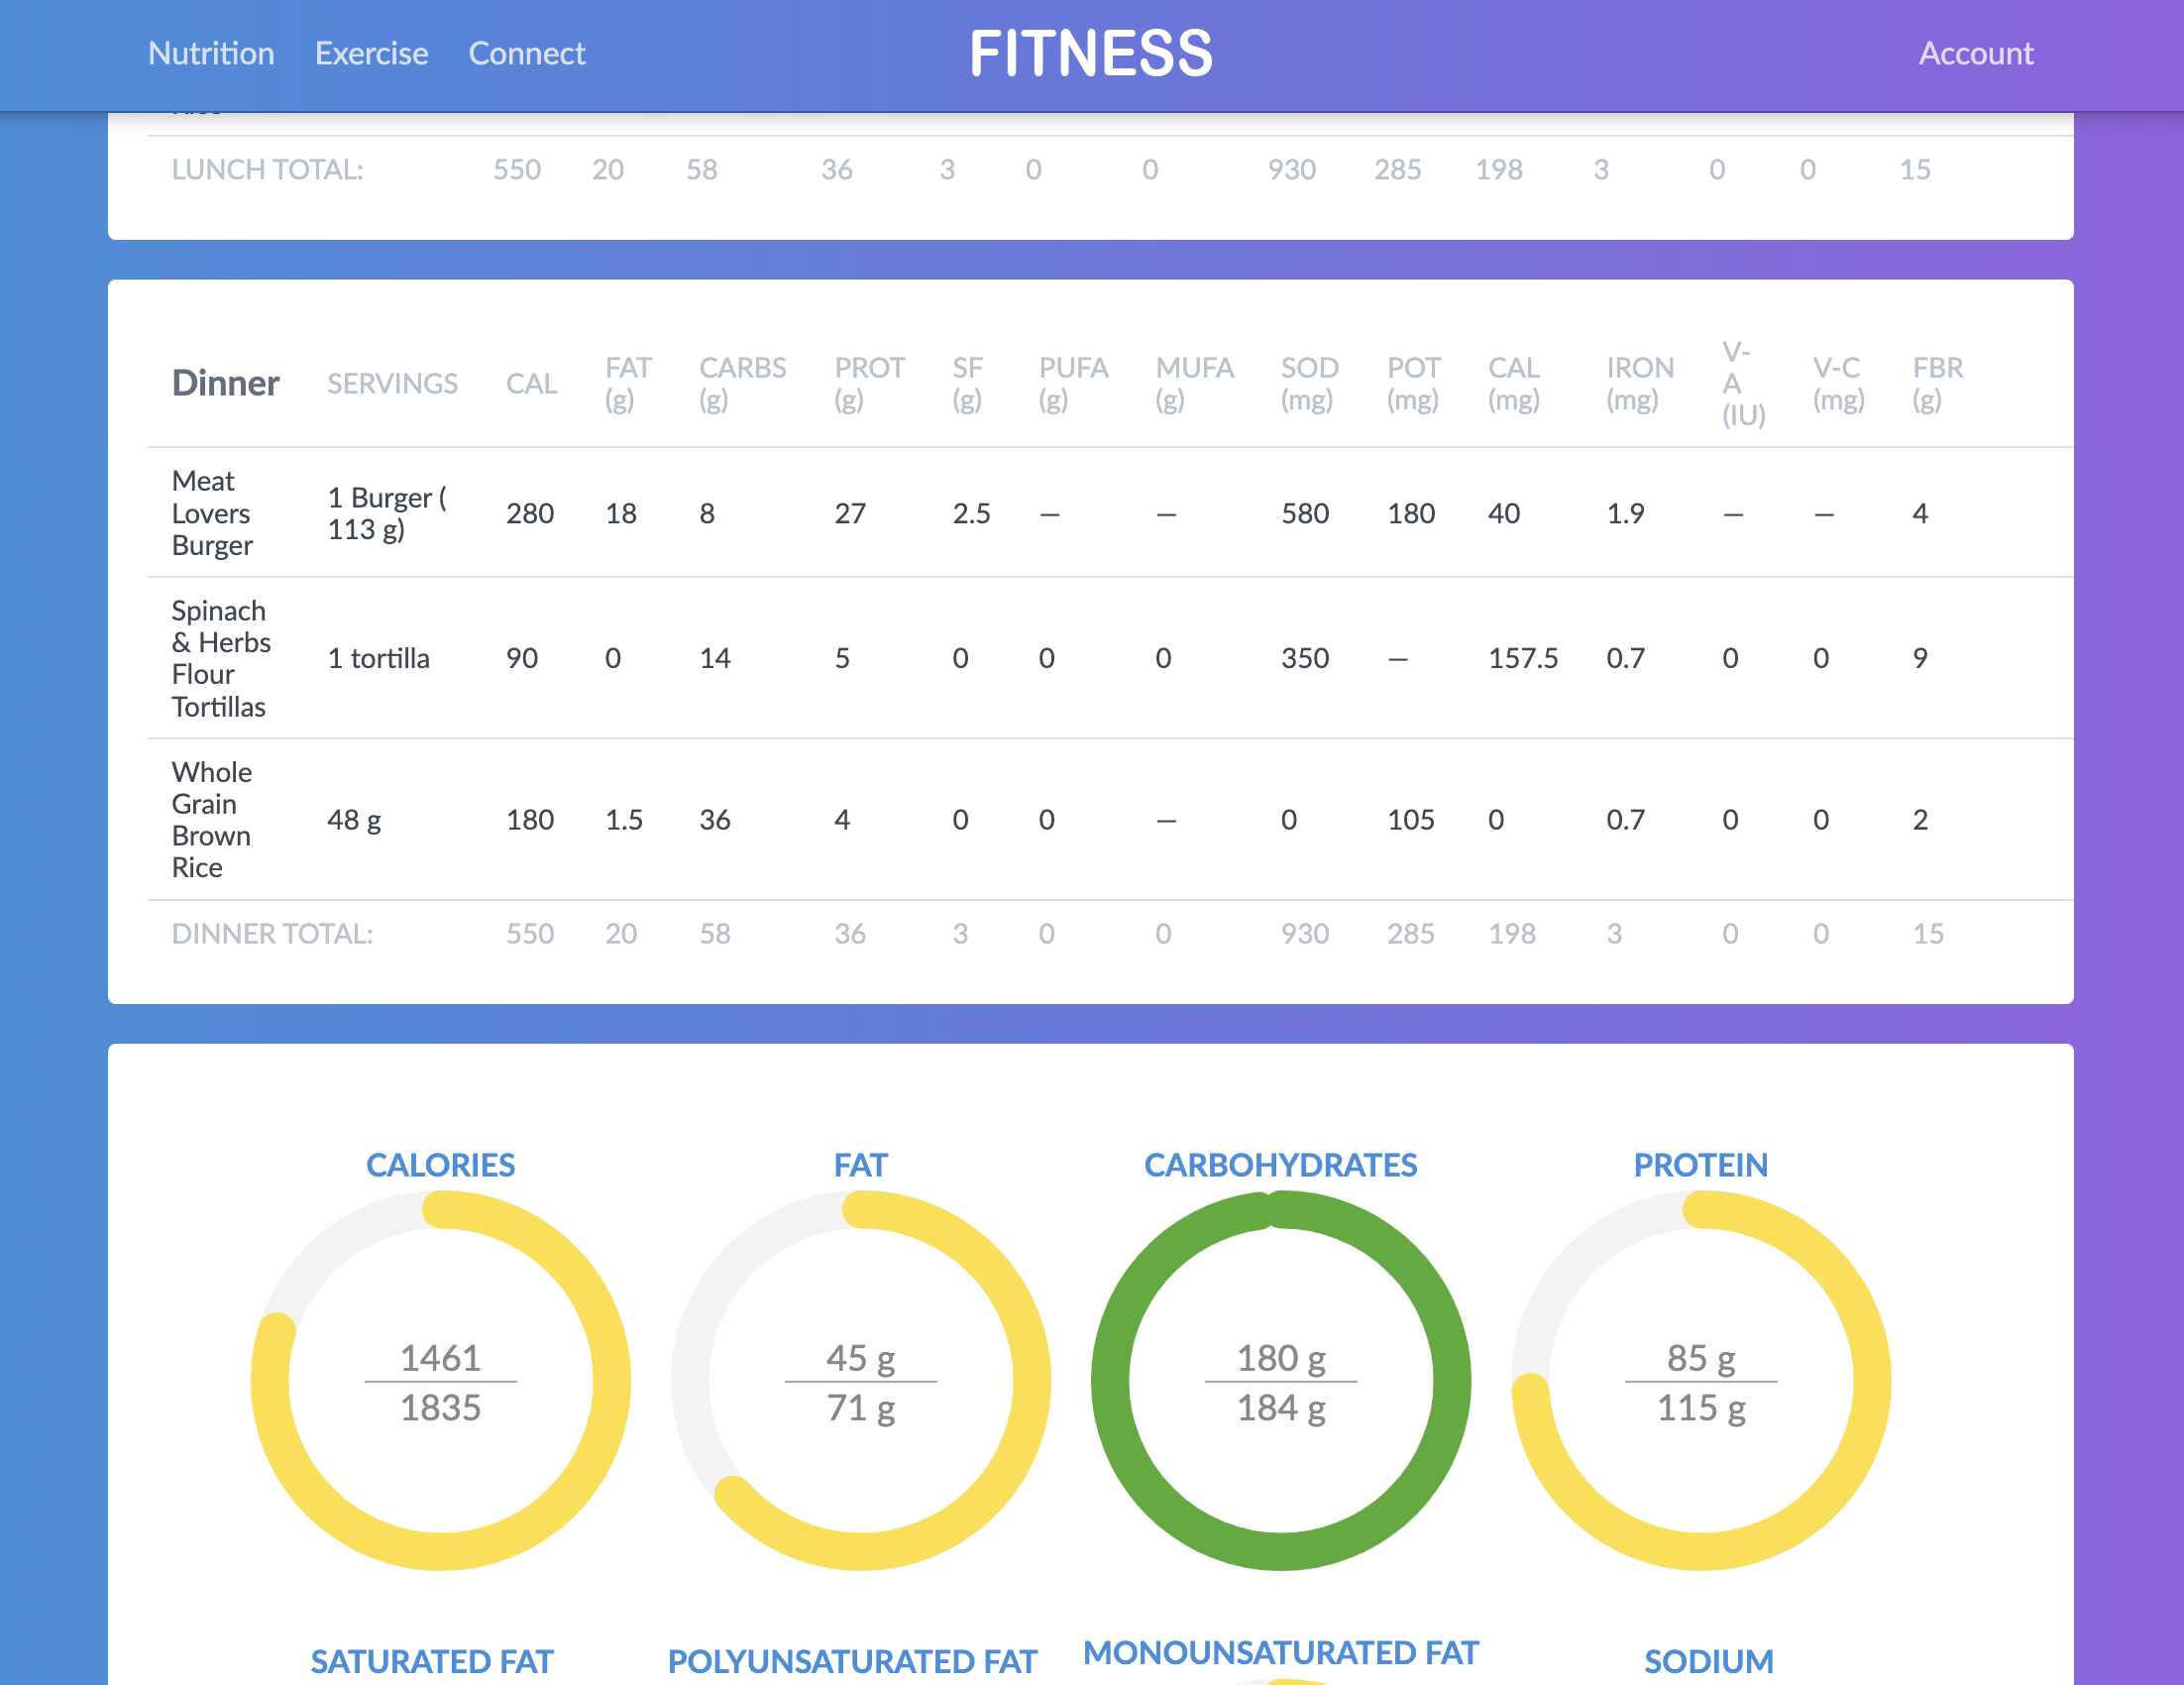 Nutrition Exercise Connect FITNESS Account
LUNCH TOTAL: 550 20 58 36 3 0 0 930 285 198 3 0 0 15
Dinner SERVINGS CAL FAT (g) CARBS (g) PROT (g) SF (g) PUFA (g) MUFA (g) SOD (mg) POT (mg) CAL (mg) IRON (mg) V-A (IU) V-C (mg) FBR (g)
Meat Lovers Burger 1 Burger ( 113 g) 280 18 8 27 2.5 — — 580 180 40 1.9 — — 4
Spinach & Herbs Flour Tortillas 1 tortilla 90 0 14 5 0 0 0 350 — 157.5 0.7 0 0 9
Whole Grain Brown Rice 48 g 180 1.5 36 4 0 0 — 0 105 0 0.7 0 0 2
DINNER TOTAL: 550 20 58 36 3 0 0 930 285 198 3 0 0 15
CALORIES FAT CARBOHYDRATES PROTEIN
1461 45 g 180 g 85 g
1835 71 g 184 g 115 g
SATURATED FAT POLYUNSATURATED FAT MONOUNSATURATED FAT SODIUM